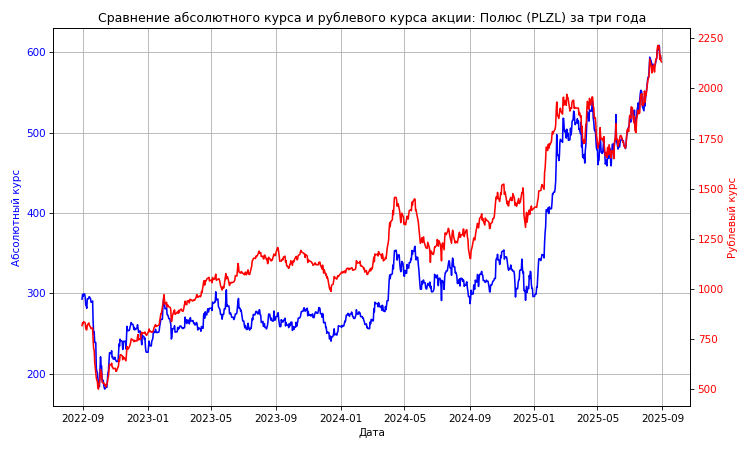 Сравнение абсолютного курса и рублевого курса акции: Полюс (PLZL) за три года
Абсолютный курс
600
500
400
300
200
2250
2000
1750
1500
1250
1000
750
500
Рублевый курс
2022-09 2023-01 2023-05 2023-09 2024-01 2024-05 2024-09 2025-01 2025-05 2025-09
Дата